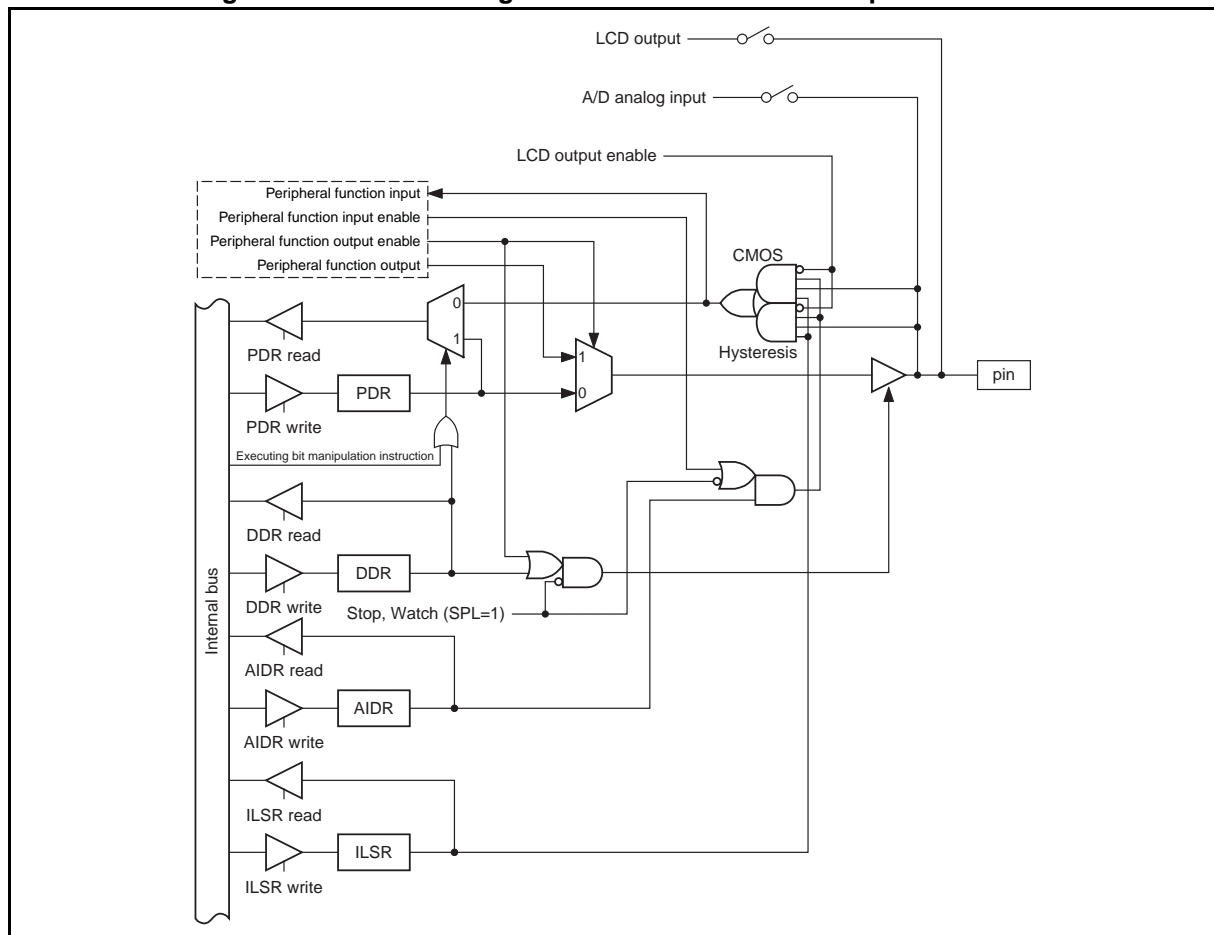 LCD output
A/D analog input
LCD output enable
Peripheral function input
Peripheral function input enable
Peripheral function output enable
Peripheral function output
CMOS
0
1
Hysteresis
PDR read
1
pin
PDR
0
PDR write
Executing bit manipulation instruction
DDR read
DDR
DDR write
Stop, Watch (SPL=1)
Internal bus
AIDR read
AIDR
AIDR write
ILSR read
ILSR
ILSR write